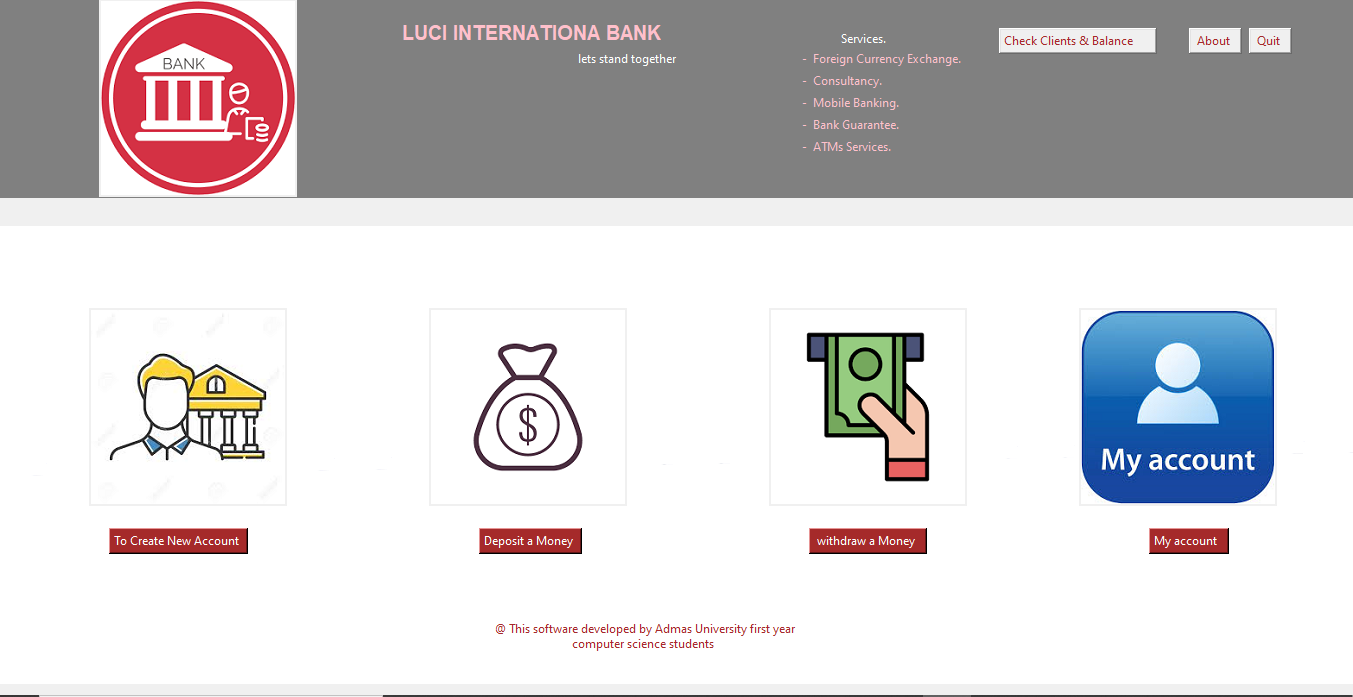 BANK
LUCI INTERNATIONA BANK
lets stand together
Services.
- Foreign Currency Exchange.
- Consultancy.
- Mobile Banking.
- Bank Guarantee.
- ATMs Services.
Check Clients & Balance
About
Quit
$
My account
To Create New Account
Deposit a Money
withdraw a Money
My account
@ This software developed by Admas University first year
computer science students